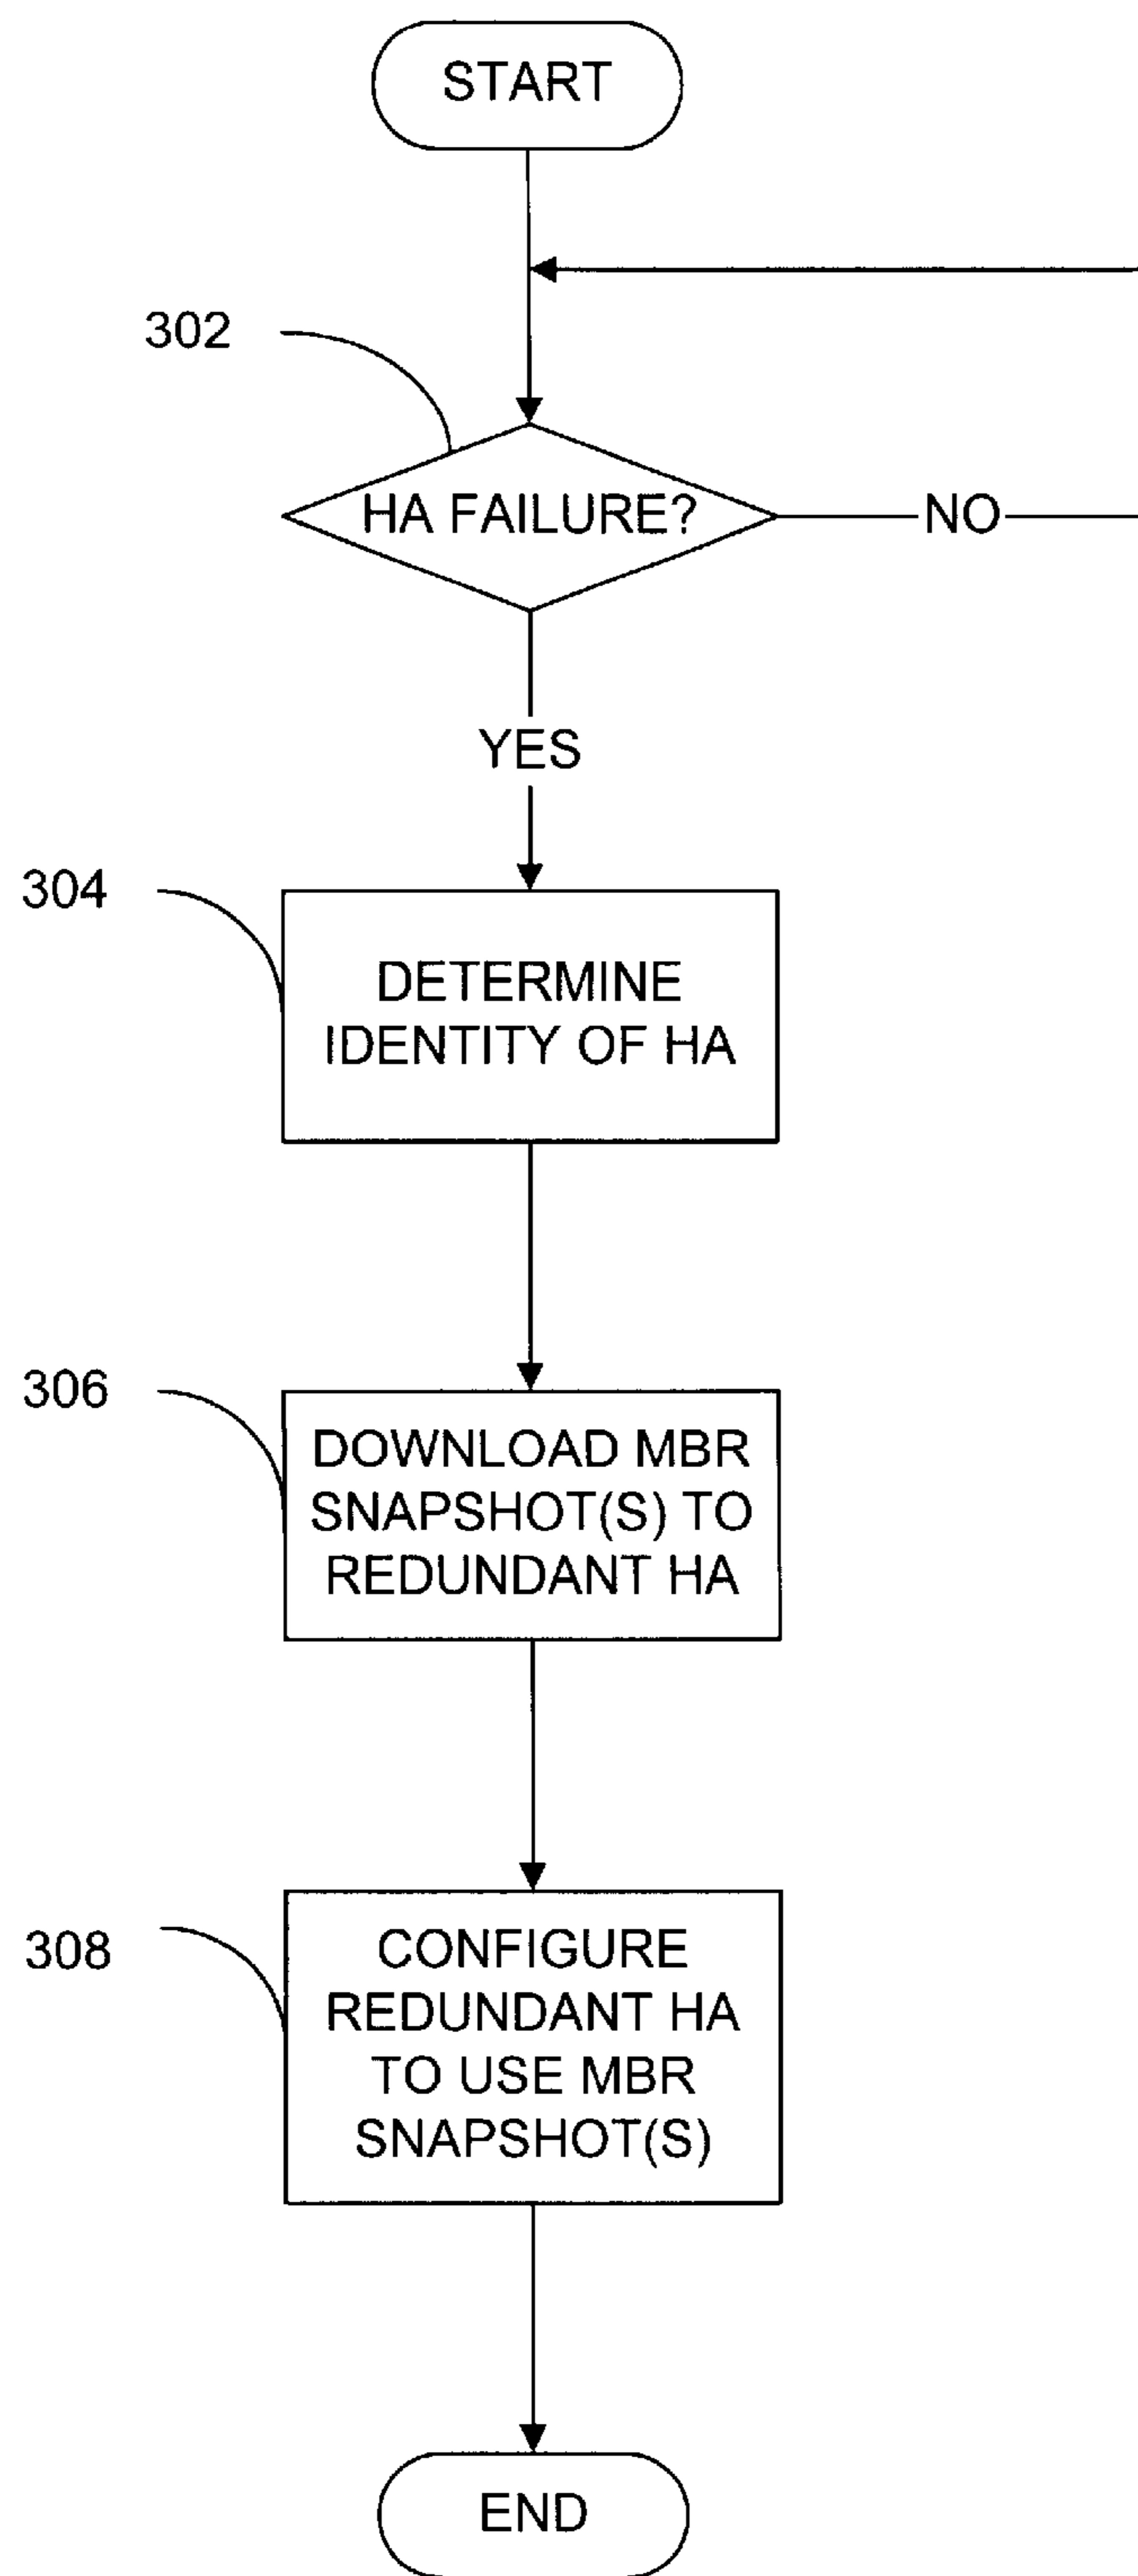 START
302
HA FAILURE?
NO
YES
304
DETERMINE
IDENTITY OF HA
306
DOWNLOAD MBR
SNAPSHOT(S) TO
REDUNDANT HA
308
CONFIGURE
REDUNDANT HA
TO USE MBR
SNAPSHOT(S)
END